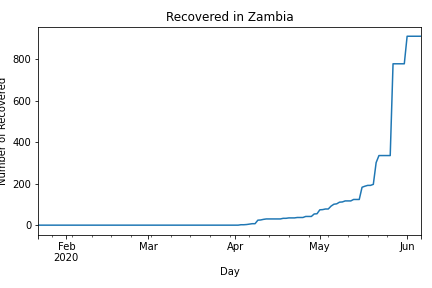 Recovered in Zambia
Number of Recovered
800
600
400
200
0
Feb
2020
Mar
Apr
May
Jun
Day